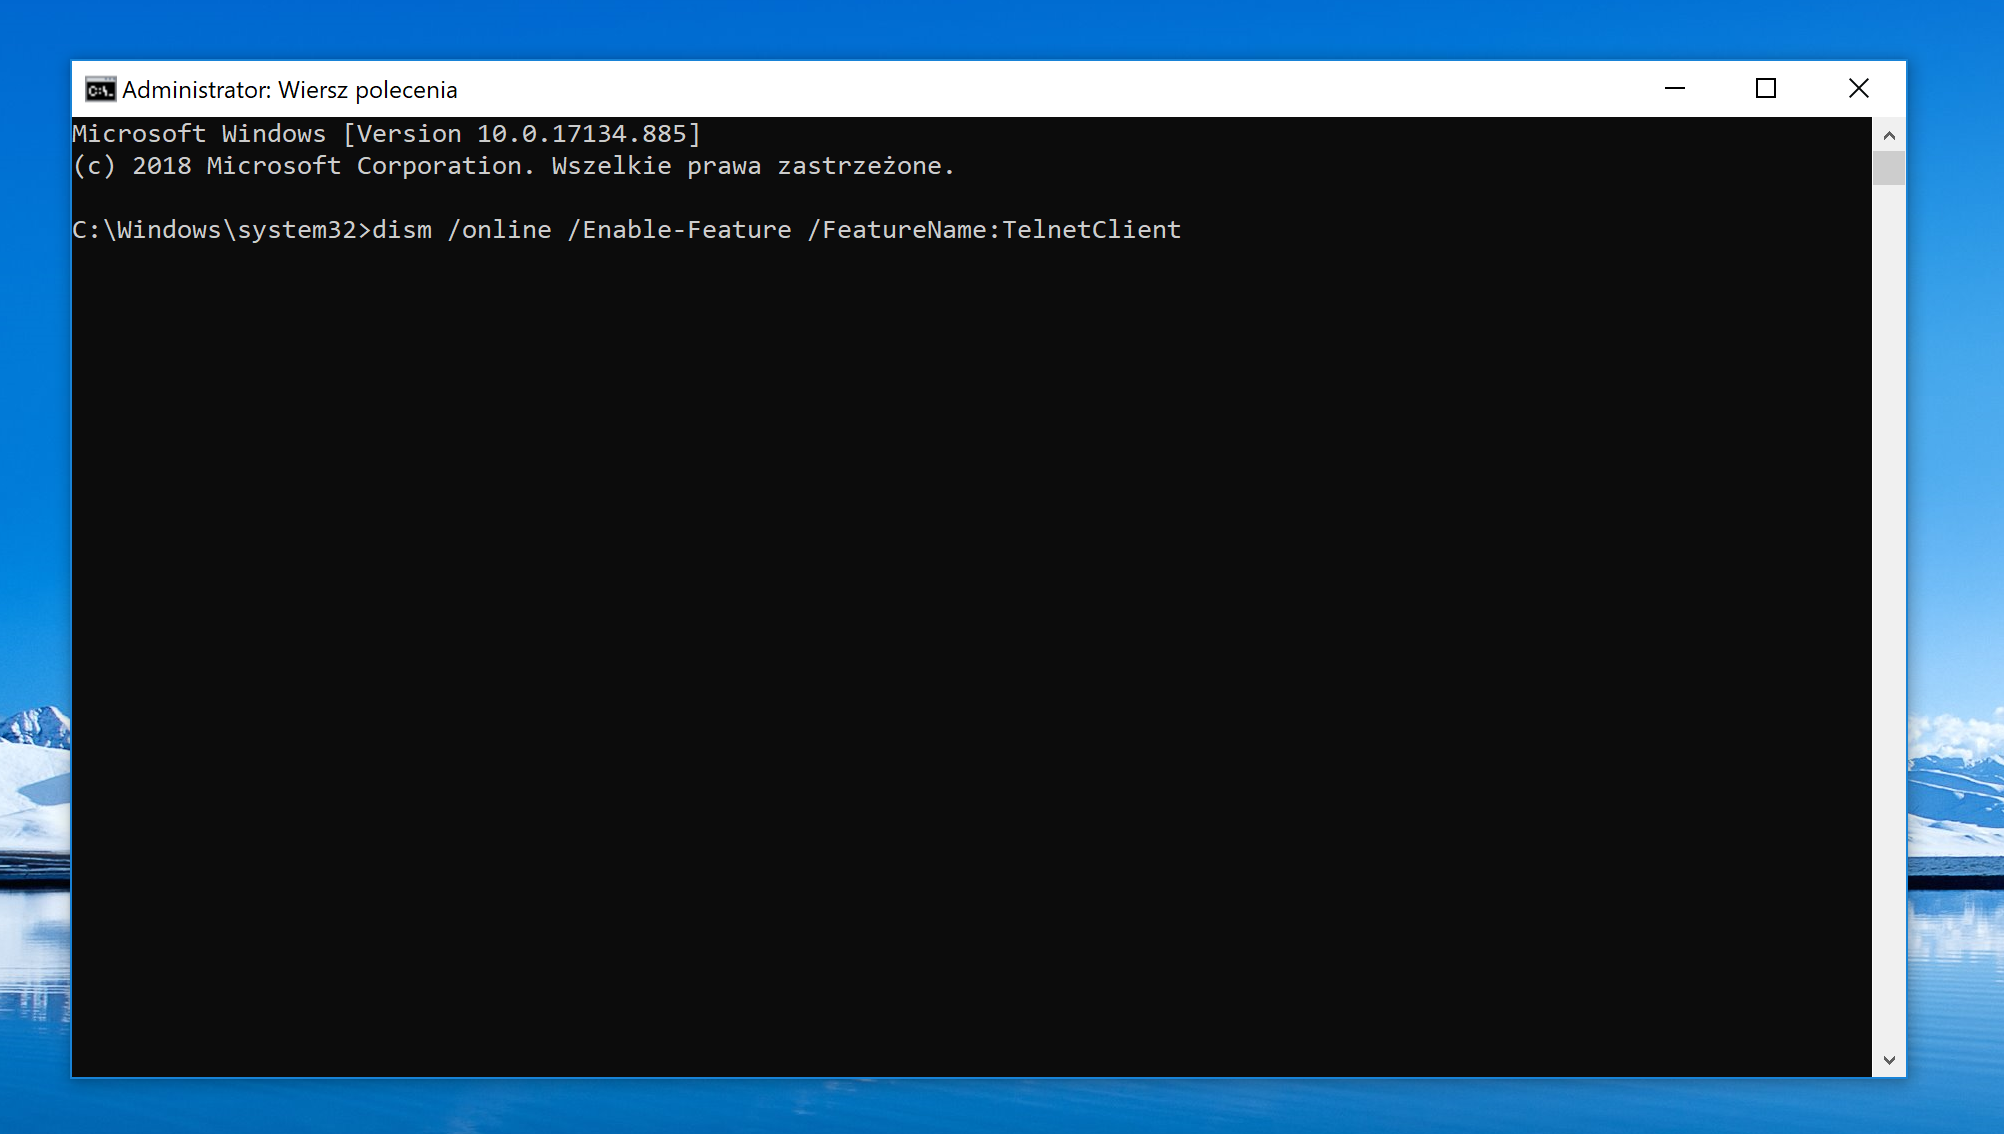 Administrator: Wiersz polecenia
Microsoft Windows [Version 10.0.17134.885]
(c) 2018 Microsoft Corporation. Wszelkie prawa zastrzeżone.
C:\Windows\system32>dism /online /Enable-Feature /FeatureName:TelnetClient